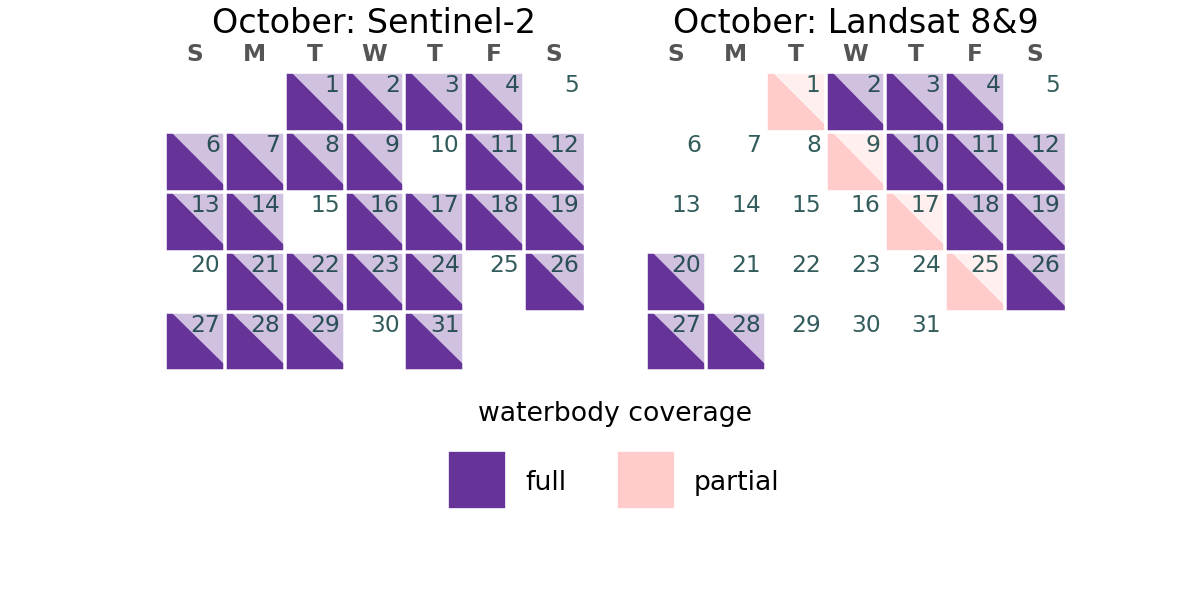 October: Sentinel-2
S M T W T F S
1 2 3 4 5
6 7 8 9 10 11 12
13 14 15 16 17 18 19
20 21 22 23 24 25 26
27 28 29 30 31
October: Landsat 8&9
S M T W T F S
1 2 3 4 5
6 7 8 9 10 11 12
13 14 15 16 17 18 19
20 21 22 23 24 25 26
27 28 29 30 31
waterbody coverage
full partial